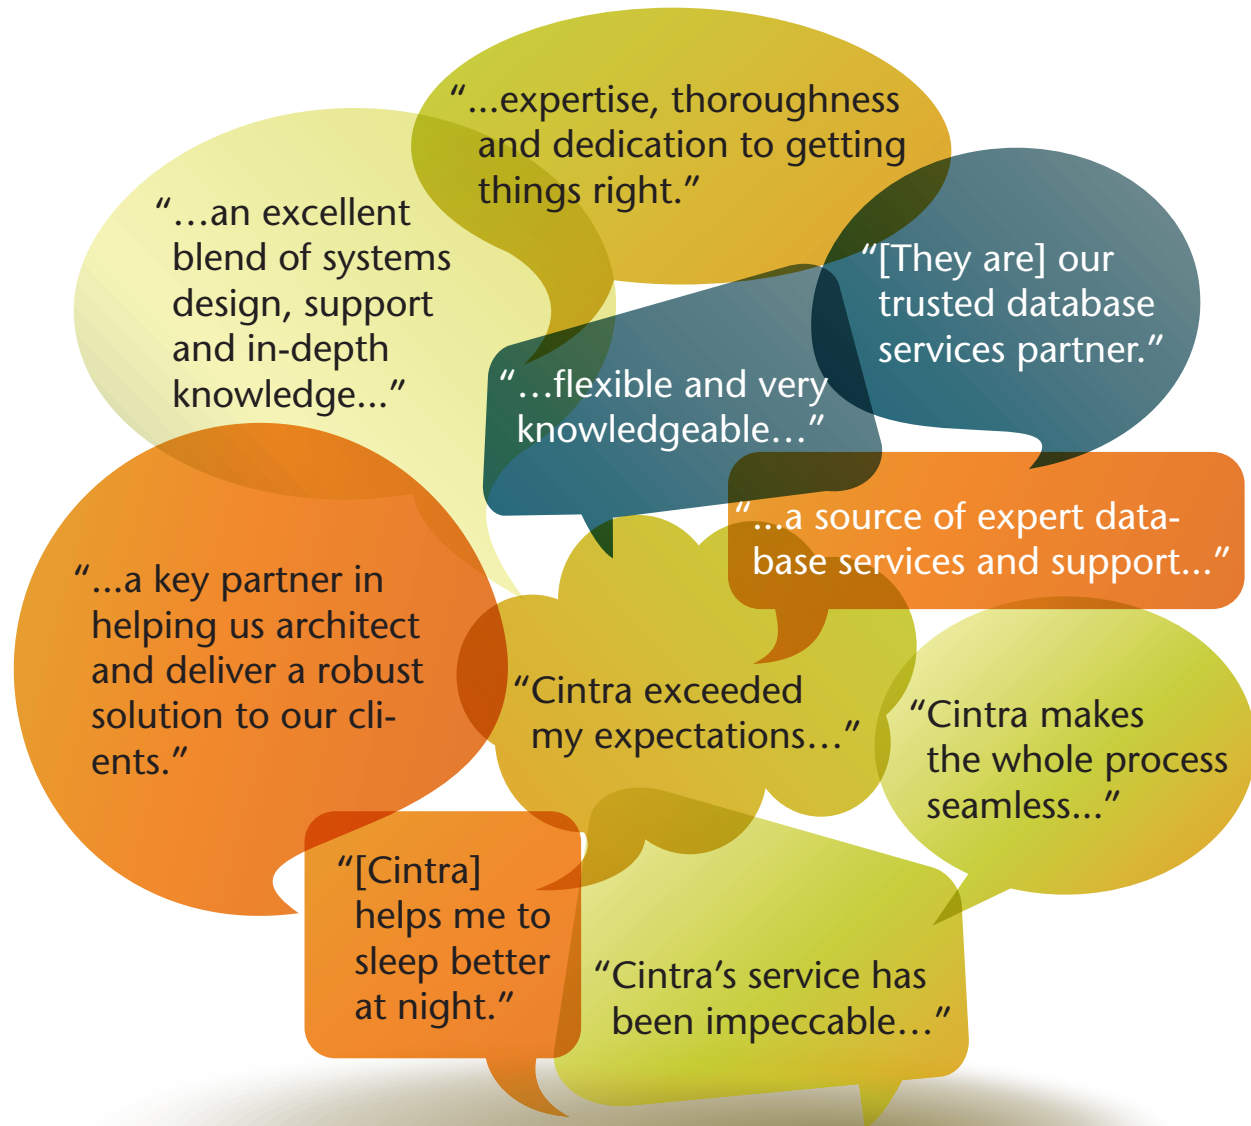 “...expertise, thoroughness
and dedication to getting
things right.”
“…an excellent
blend of systems
design, support
and in-depth
knowledge...”
“[They are] our
trusted database
services partner.”
“…flexible and very
knowledgeable…”
“...a source of expert data-
base services and support...”
“...a key partner in
helping us architect
and deliver a robust
solution to our cli-
ents.”
“Cintra exceeded
my expectations…”
“Cintra makes
the whole process
seamless...”
“[Cintra]
helps me to
sleep better
at night.”
“Cintra’s service has
been impeccable…”